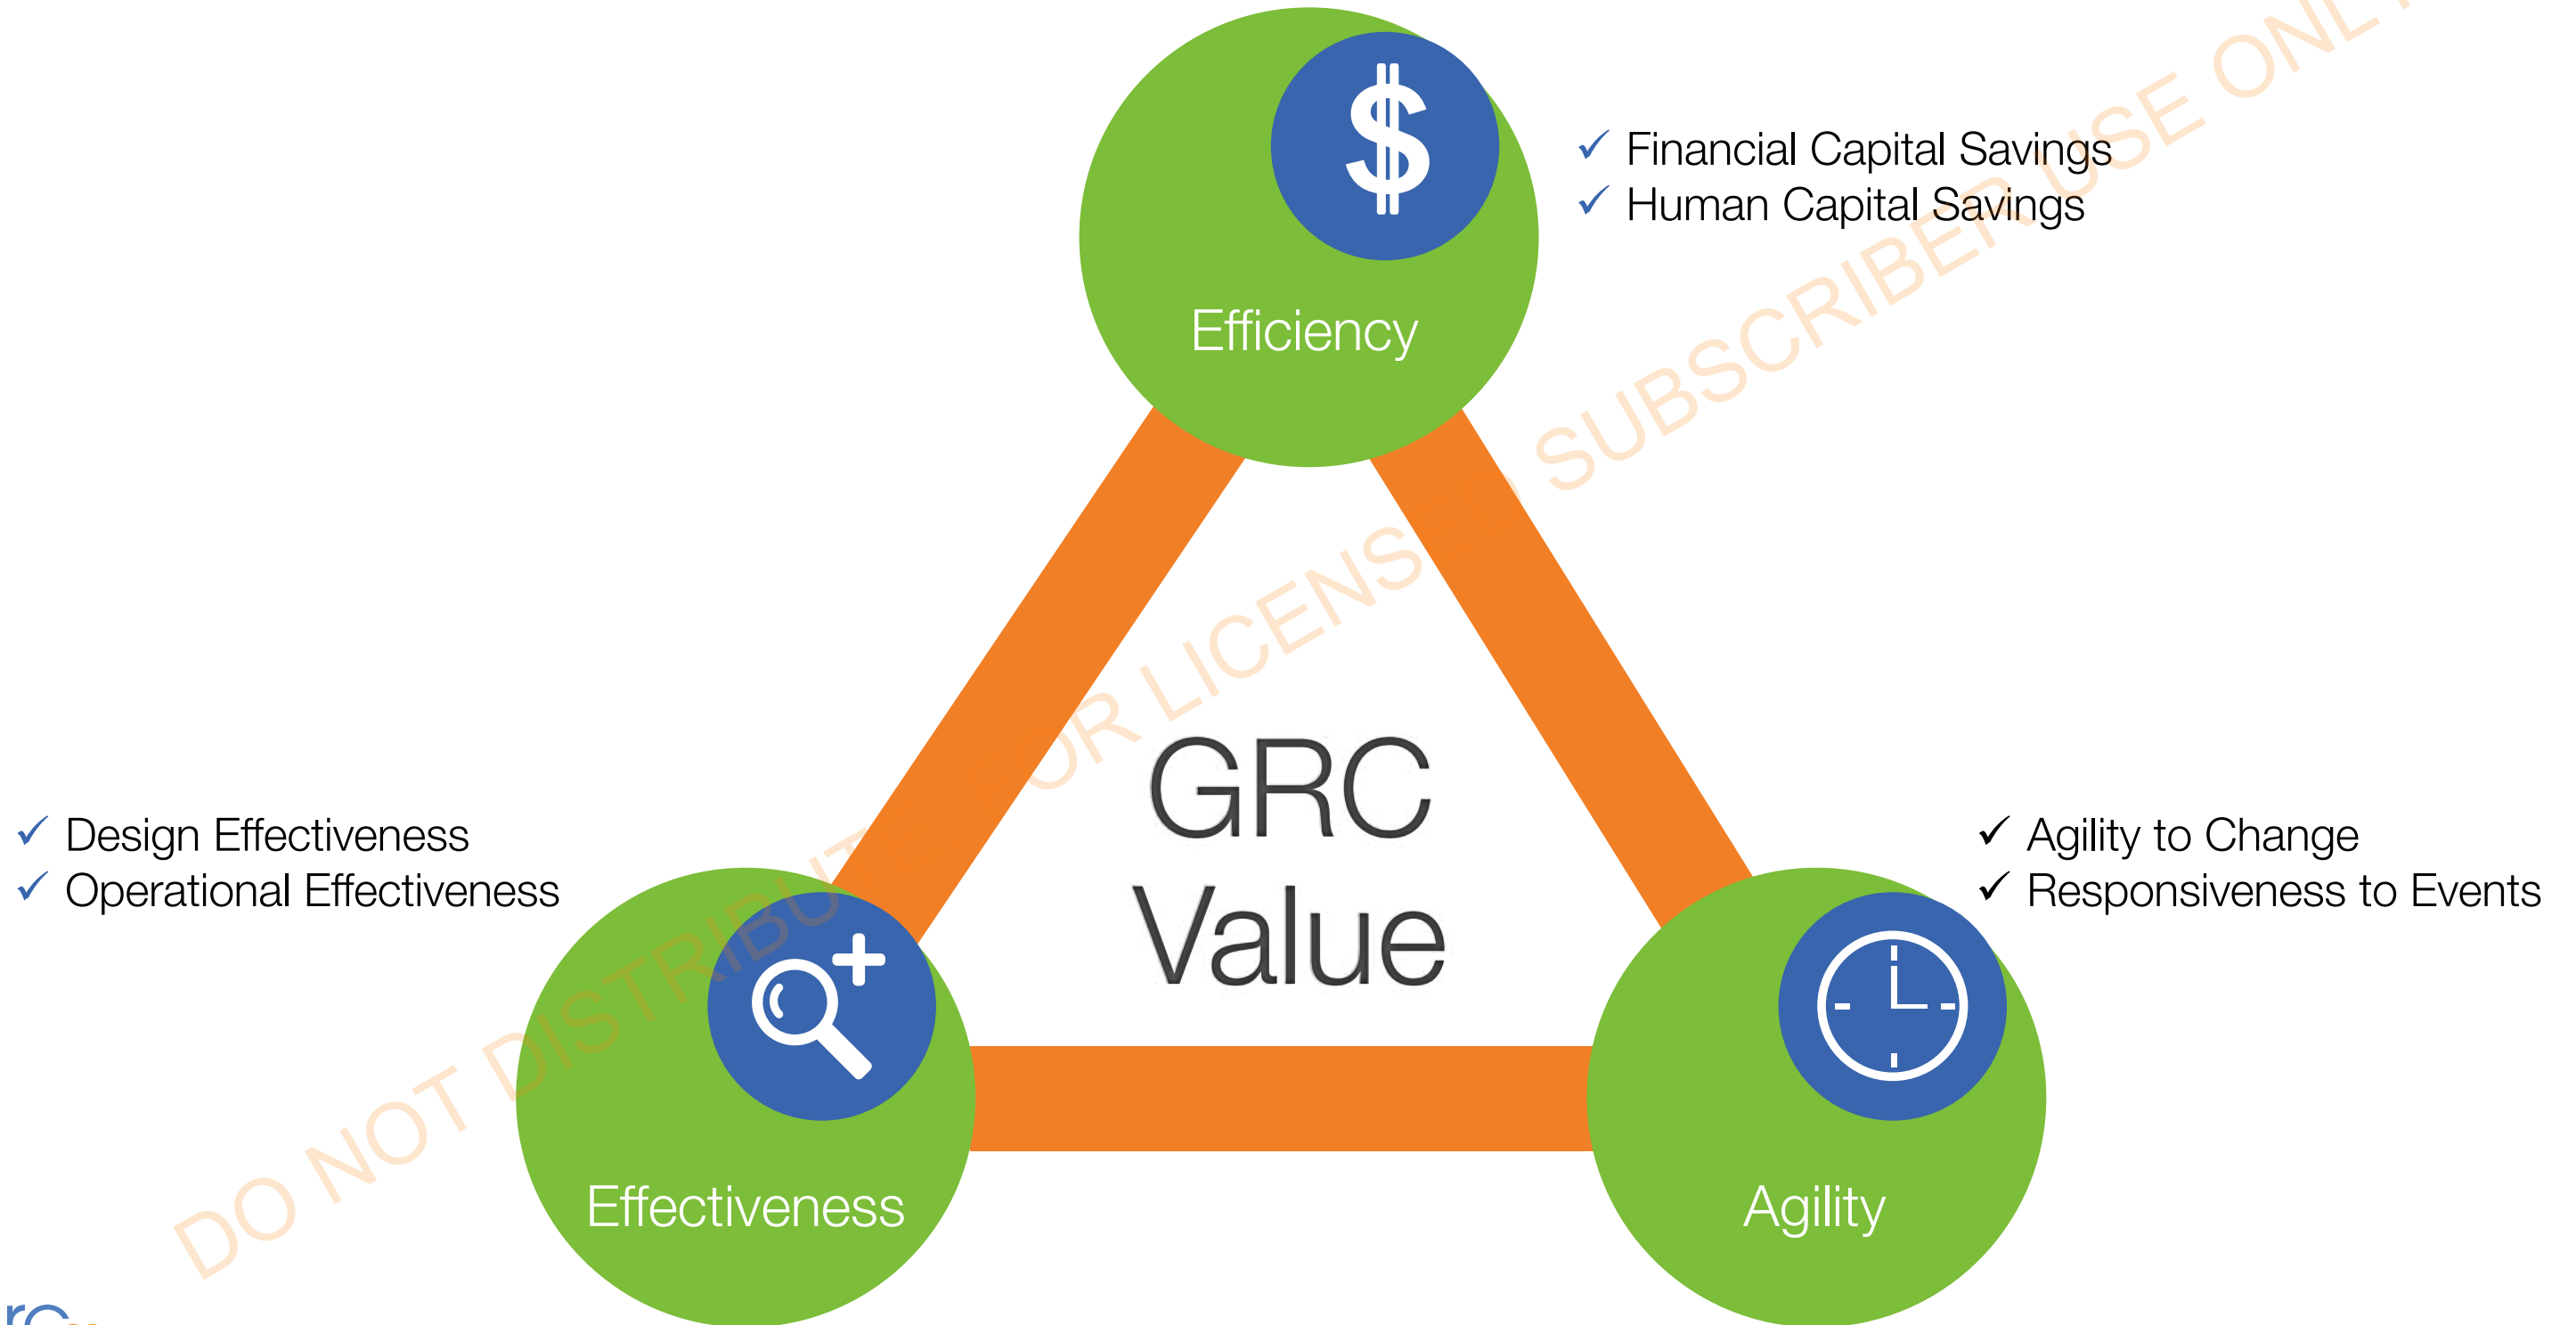 Efficiency
✓ Financial Capital Savings
✓ Human Capital Savings
GRC
Value
✓ Design Effectiveness
✓ Operational Effectiveness
✓ Agility to Change
✓ Responsiveness to Events
Effectiveness
Agility
DO NOT DISTRIBUTE FOR LICENSED SUBSCRIBER USE ONLY